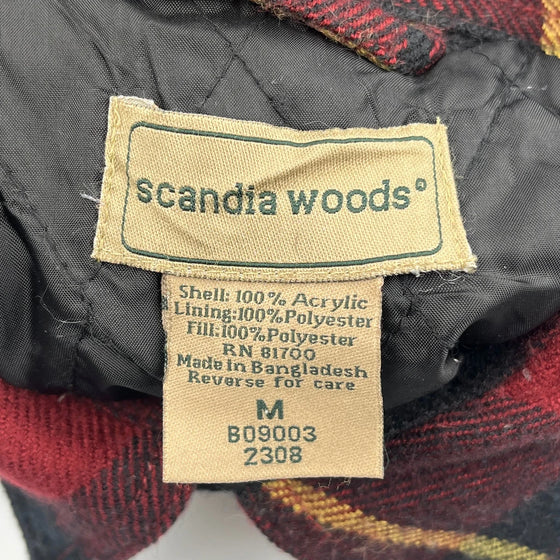 scandia woods®
Shell: 100% Acrylic
Lining: 100% Polyester
Fill: 100% Polyester
RN 81700
Made in Bangladesh
Reverse for care
M
B09003
2308